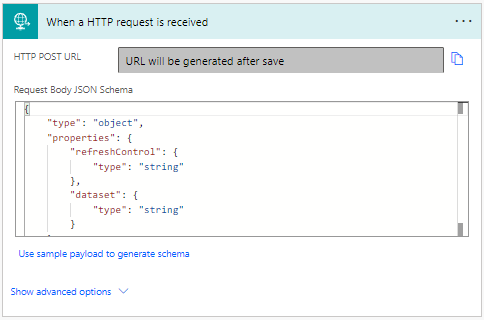 When a HTTP request is received
HTTP POST URL
URL will be generated after save
Request Body JSON Schema
{
"type": "object",
"properties": {
"refreshControl": {
"type": "string"
},
"dataset": {
"type": "string"
}
Use sample payload to generate schema
Show advanced options